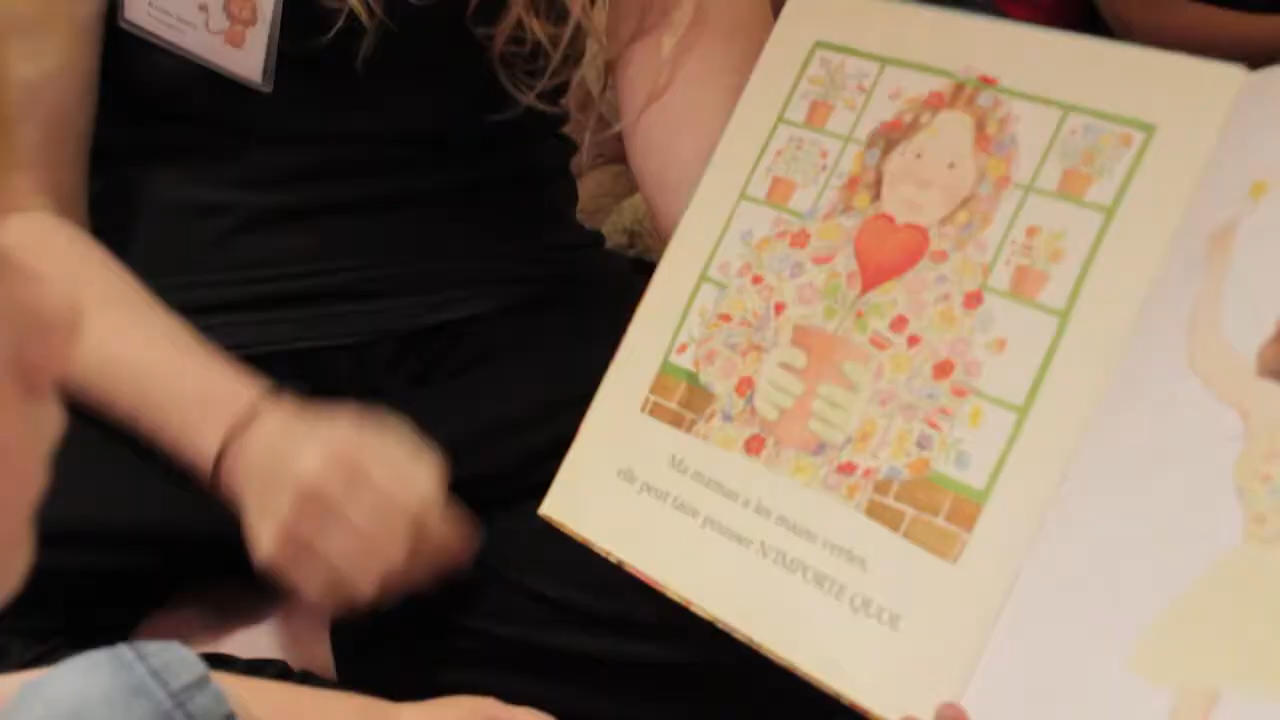 Ma maman a les mains vertes,
elle peut faire pousser N'IMPORTE QUOI.